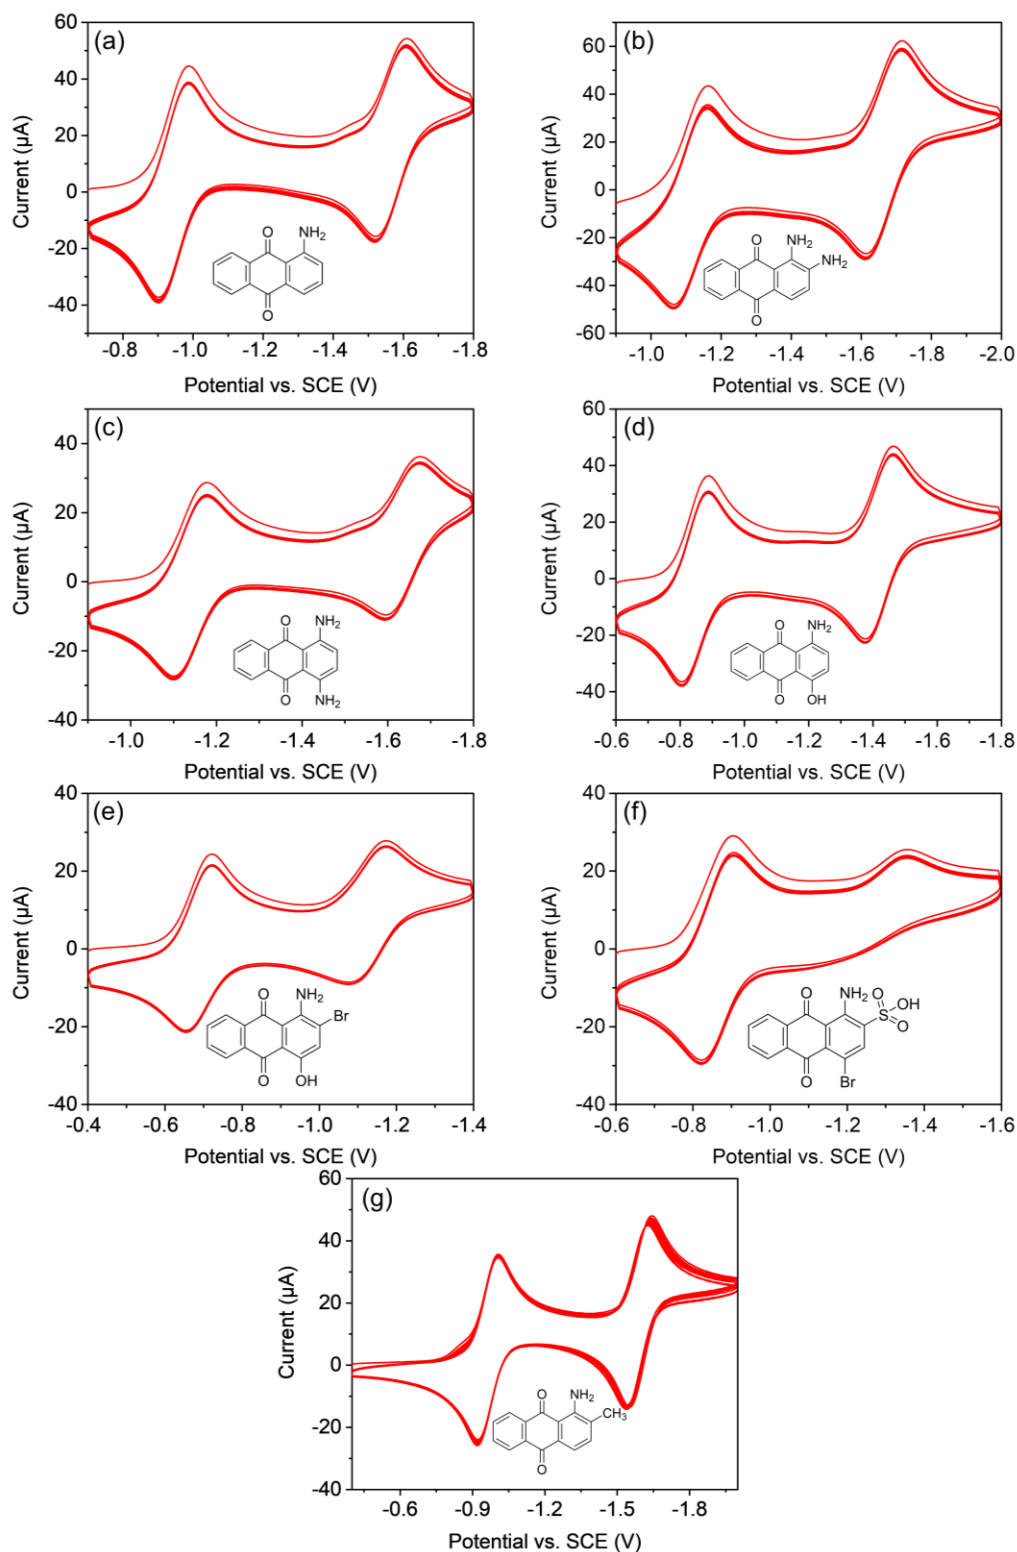 (a)
Current (µA)
60
40
20
0
-20
-40
NH₂
O
O
-0.8 -1.0 -1.2 -1.4 -1.6 -1.8
Potential vs. SCE (V)
(b)
Current (µA)
60
40
20
0
-20
-40
-60
O NH₂
NH₂
O
-1.0 -1.2 -1.4 -1.6 -1.8 -2.0
Potential vs. SCE (V)
(c)
Current (µA)
40
20
0
-20
-40
O NH₂
O NH₂
-1.0 -1.2 -1.4 -1.6 -1.8
Potential vs. SCE (V)
(d)
Current (µA)
60
40
20
0
-20
-40
O NH₂
O OH
-0.6 -0.8 -1.0 -1.2 -1.4 -1.6 -1.8
Potential vs. SCE (V)
(e)
Current (µA)
40
20
0
-20
-40
O NH₂
Br
O OH
-0.4 -0.6 -0.8 -1.0 -1.2 -1.4
Potential vs. SCE (V)
(f)
Current (µA)
40
20
0
-20
-40
O NH₂ O
S OH
O
O Br
-0.6 -0.8 -1.0 -1.2 -1.4 -1.6
Potential vs. SCE (V)
(g)
Current (µA)
60
40
20
0
-20
-40
O NH₂
CH₃
O
-0.6 -0.9 -1.2 -1.5 -1.8
Potential vs. SCE (V)